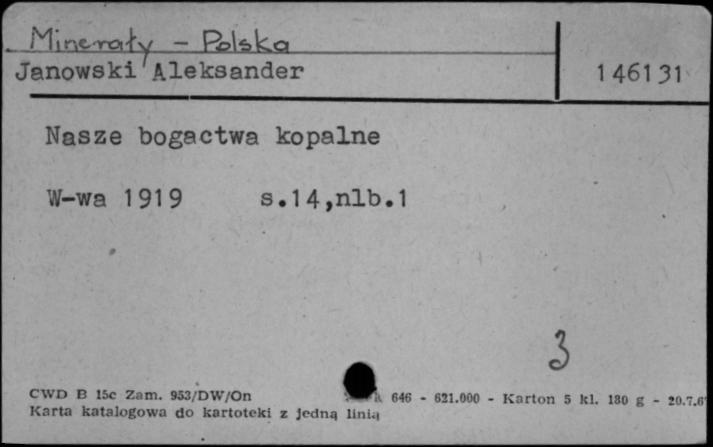 Minerały - Polska
Janowski Aleksander
146131
Nasze bogactwa kopalne
W-wa 1919 s.14,nlb.1
3
CWD B 15c Zam. 953/DW/On 646 - 621.000 - Karton 5 kl. 180 g - 20.7.6
Karta katalogowa do kartoteki z jedną linią